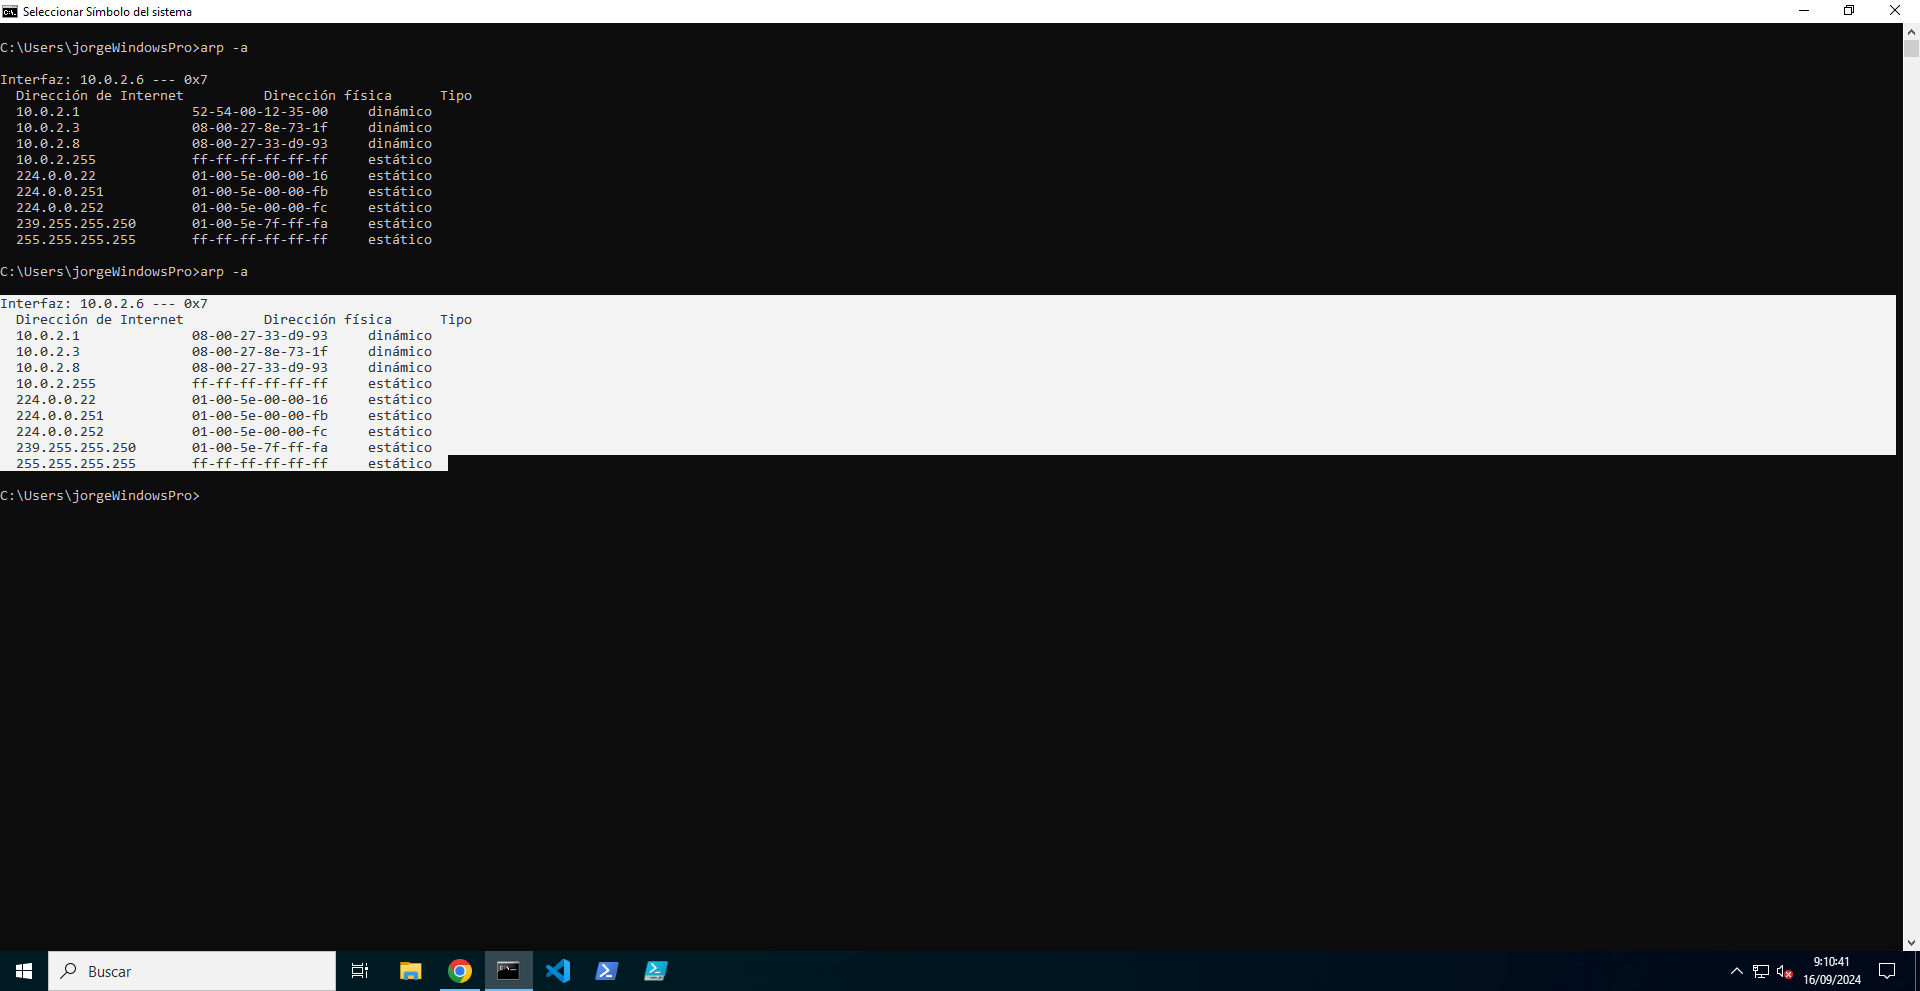 Seleccionar Símbolo del sistema
C:\Users\jorgeWindowsPro>arp -a
Interfaz: 10.0.2.6 --- 0x7
  Dirección de Internet          Dirección física      Tipo
  10.0.2.1              52-54-00-12-35-00     dinámico
  10.0.2.3              08-00-27-8e-73-1f     dinámico
  10.0.2.8              08-00-27-33-d9-93     dinámico
  10.0.2.255            ff-ff-ff-ff-ff-ff     estático
  224.0.0.22            01-00-5e-00-00-16     estático
  224.0.0.251           01-00-5e-00-00-fb     estático
  224.0.0.252           01-00-5e-00-00-fc     estático
  239.255.255.250       01-00-5e-7f-ff-fa     estático
  255.255.255.255       ff-ff-ff-ff-ff-ff     estático
C:\Users\jorgeWindowsPro>arp -a
Interfaz: 10.0.2.6 --- 0x7
  Dirección de Internet          Dirección física      Tipo
  10.0.2.1              08-00-27-33-d9-93     dinámico
  10.0.2.3              08-00-27-8e-73-1f     dinámico
  10.0.2.8              08-00-27-33-d9-93     dinámico
  10.0.2.255            ff-ff-ff-ff-ff-ff     estático
  224.0.0.22            01-00-5e-00-00-16     estático
  224.0.0.251           01-00-5e-00-00-fb     estático
  224.0.0.252           01-00-5e-00-00-fc     estático
  239.255.255.250       01-00-5e-7f-ff-fa     estático
  255.255.255.255       ff-ff-ff-ff-ff-ff     estático
C:\Users\jorgeWindowsPro>
Buscar
9:10:41
16/09/2024